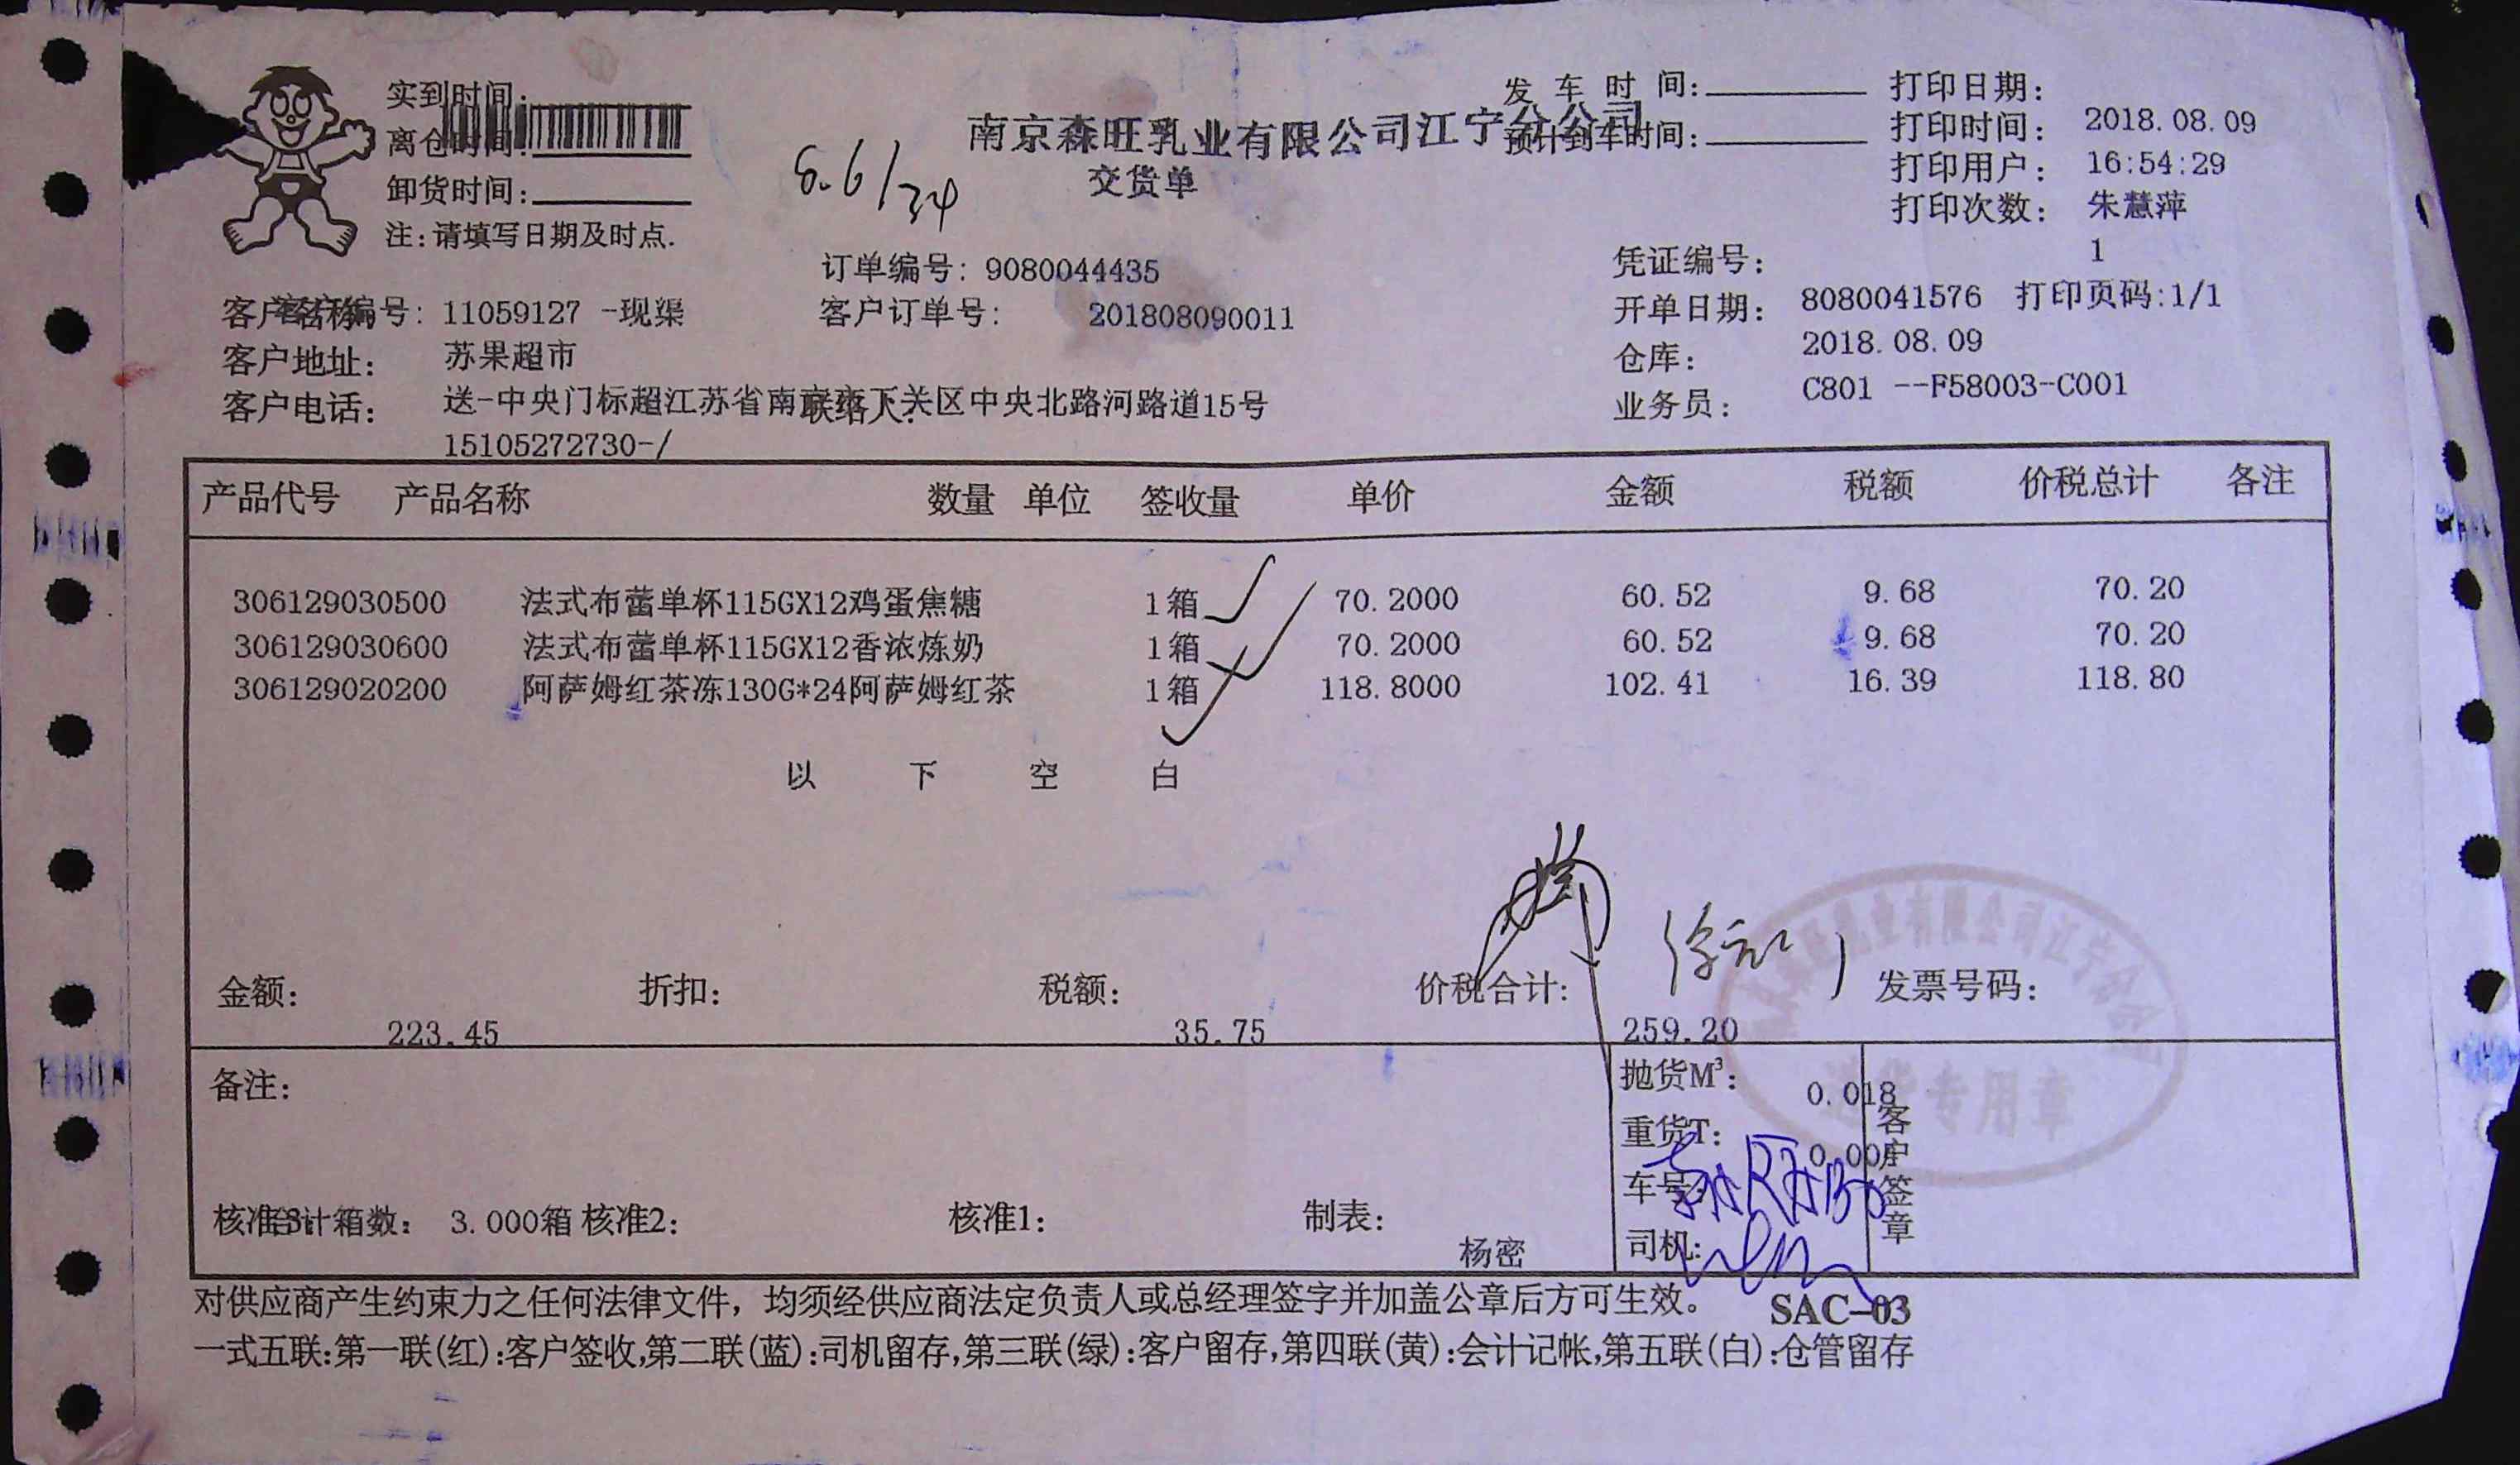 实到时间:
离仓时间:
卸货时间:
注:请填写日期及时点.
南京森旺乳业有限公司江宁分公司
交货单
发车时间:
预计到车时间:
打印日期: 2018.08.09
打印时间: 16:54:29
打印用户: 朱慧萍
打印次数: 1
订单编号: 9080044435
客户订单号: 201808090011
凭证编号: 8080041576 打印页码:1/1
开单日期: 2018.08.09
仓库: C801 --F58003-C001
业务员:
客户编号: 11059127 -现渠
客户名称: 苏果超市
客户地址: 送-中央门标超江苏省南京市下关区中央北路河路道15号
客户电话: 15105272730-/
联络人:
产品代号 产品名称 数量 单位 签收量 单价 金额 税额 价税总计 各注
306129030500 法式布蕾单杯115GX12鸡蛋焦糖 1箱 70.2000 60.52 9.68 70.20
306129030600 法式布蕾单杯115GX12香浓炼奶 1箱 70.2000 60.52 9.68 70.20
306129020200 阿萨姆红茶冻130G*24阿萨姆红茶 1箱 118.8000 102.41 16.39 118.80
以下空白
金额: 223.45 折扣: 税额: 35.75 价税合计: 259.20 发票号码:
备注:
抛货M³: 0.018
重货T:
车号:
司机:
客户签章
核准3: 合计箱数: 3.000箱 核准2: 核准1: 制表: 杨密
对供应商产生约束力之任何法律文件，均须经供应商法定负责人或总经理签字并加盖公章后方可生效。 SAC-03
一式五联:第一联(红):客户签收,第二联(蓝):司机留存,第三联(绿):客户留存,第四联(黄):会计记帐,第五联(白):仓管留存